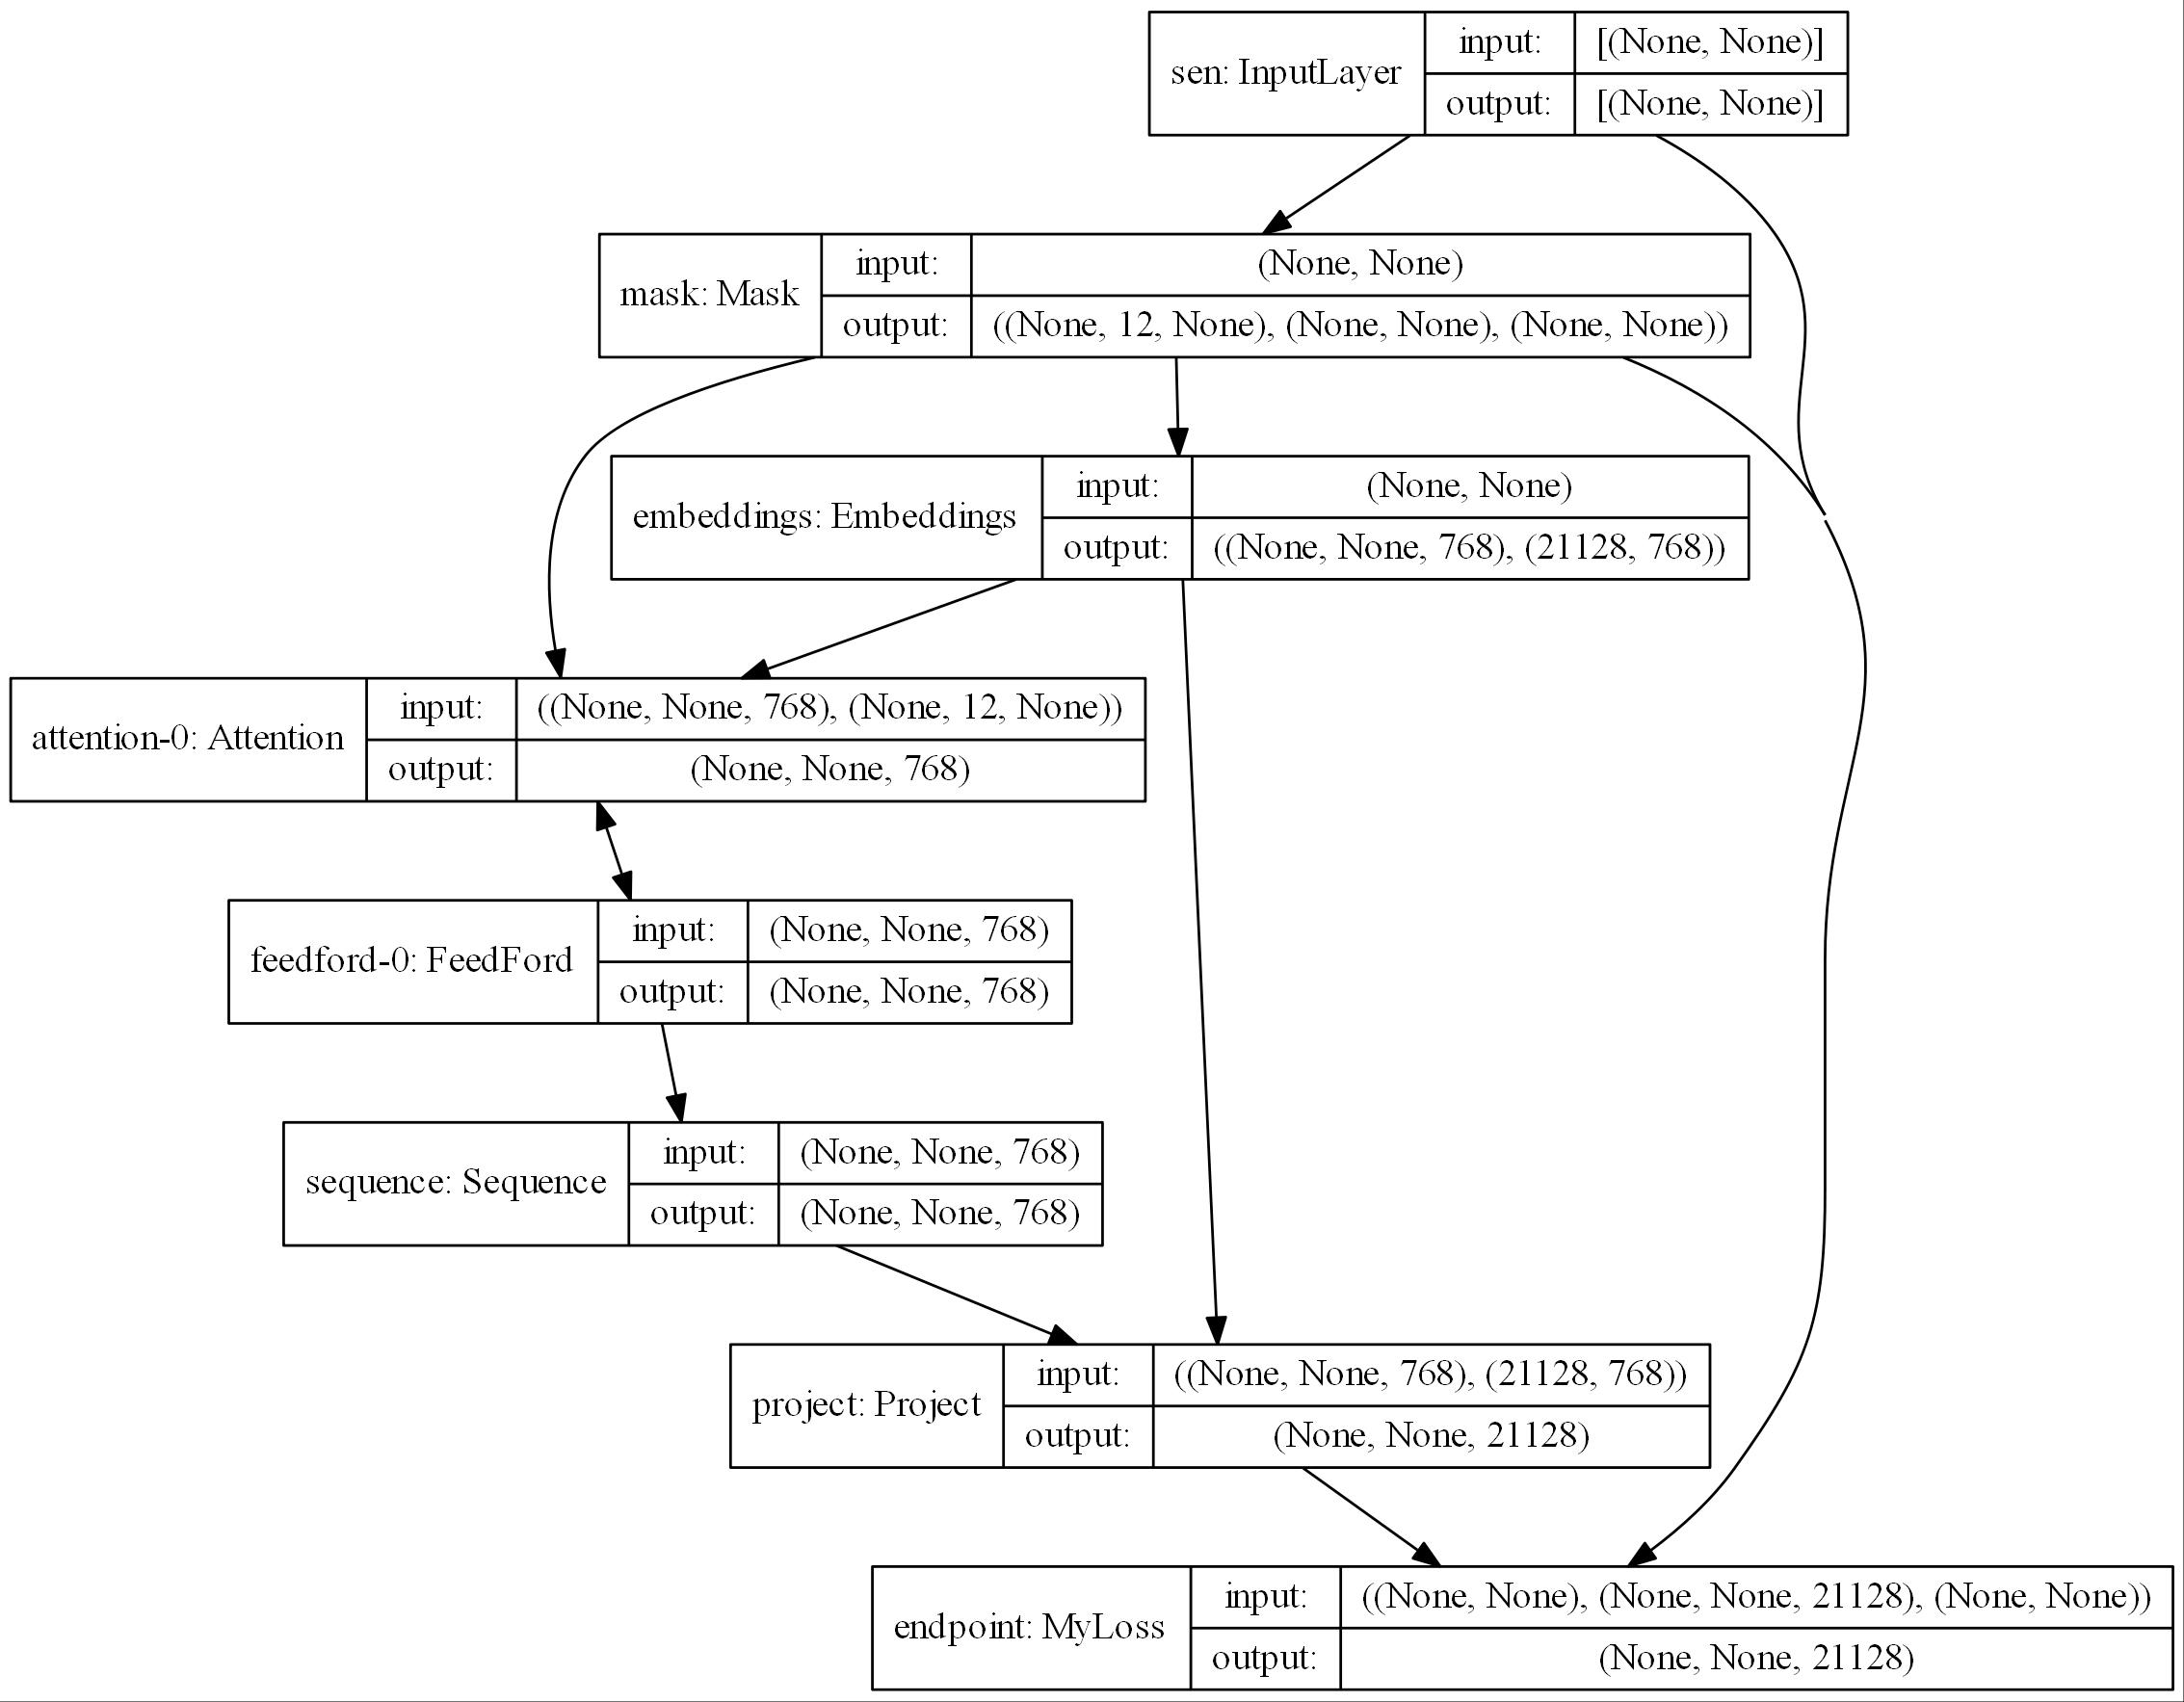 sen: InputLayer
input:
[(None, None)]
output:
[(None, None)]
mask: Mask
input:
(None, None)
output:
((None, 12, None), (None, None), (None, None))
embeddings: Embeddings
input:
(None, None)
output:
((None, None, 768), (21128, 768))
attention-0: Attention
input:
((None, None, 768), (None, 12, None))
output:
(None, None, 768)
feedford-0: FeedFord
input:
(None, None, 768)
output:
(None, None, 768)
sequence: Sequence
input:
(None, None, 768)
output:
(None, None, 768)
project: Project
input:
((None, None, 768), (21128, 768))
output:
(None, None, 21128)
endpoint: MyLoss
input:
((None, None), (None, None, 21128), (None, None))
output:
(None, None, 21128)